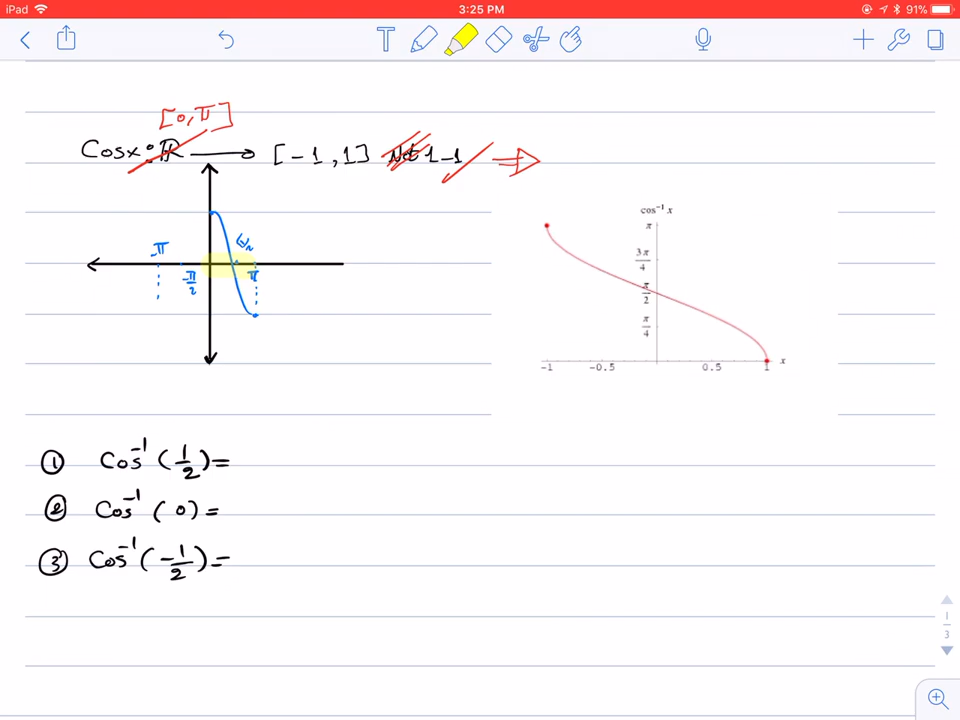 iPad 3:25 PM 91%
T
[0, π]
Cosx : ℝ → [-1, 1] Not 1-1 ⇒
-π π/2
-π/2 π
cos⁻¹ x
π
3π/4
π/2
π/4
-1 -0.5 0.5 1 x
① Cos⁻¹ (1/2) =
② Cos⁻¹ (0) =
③ Cos⁻¹ (-1/2) =
1
3